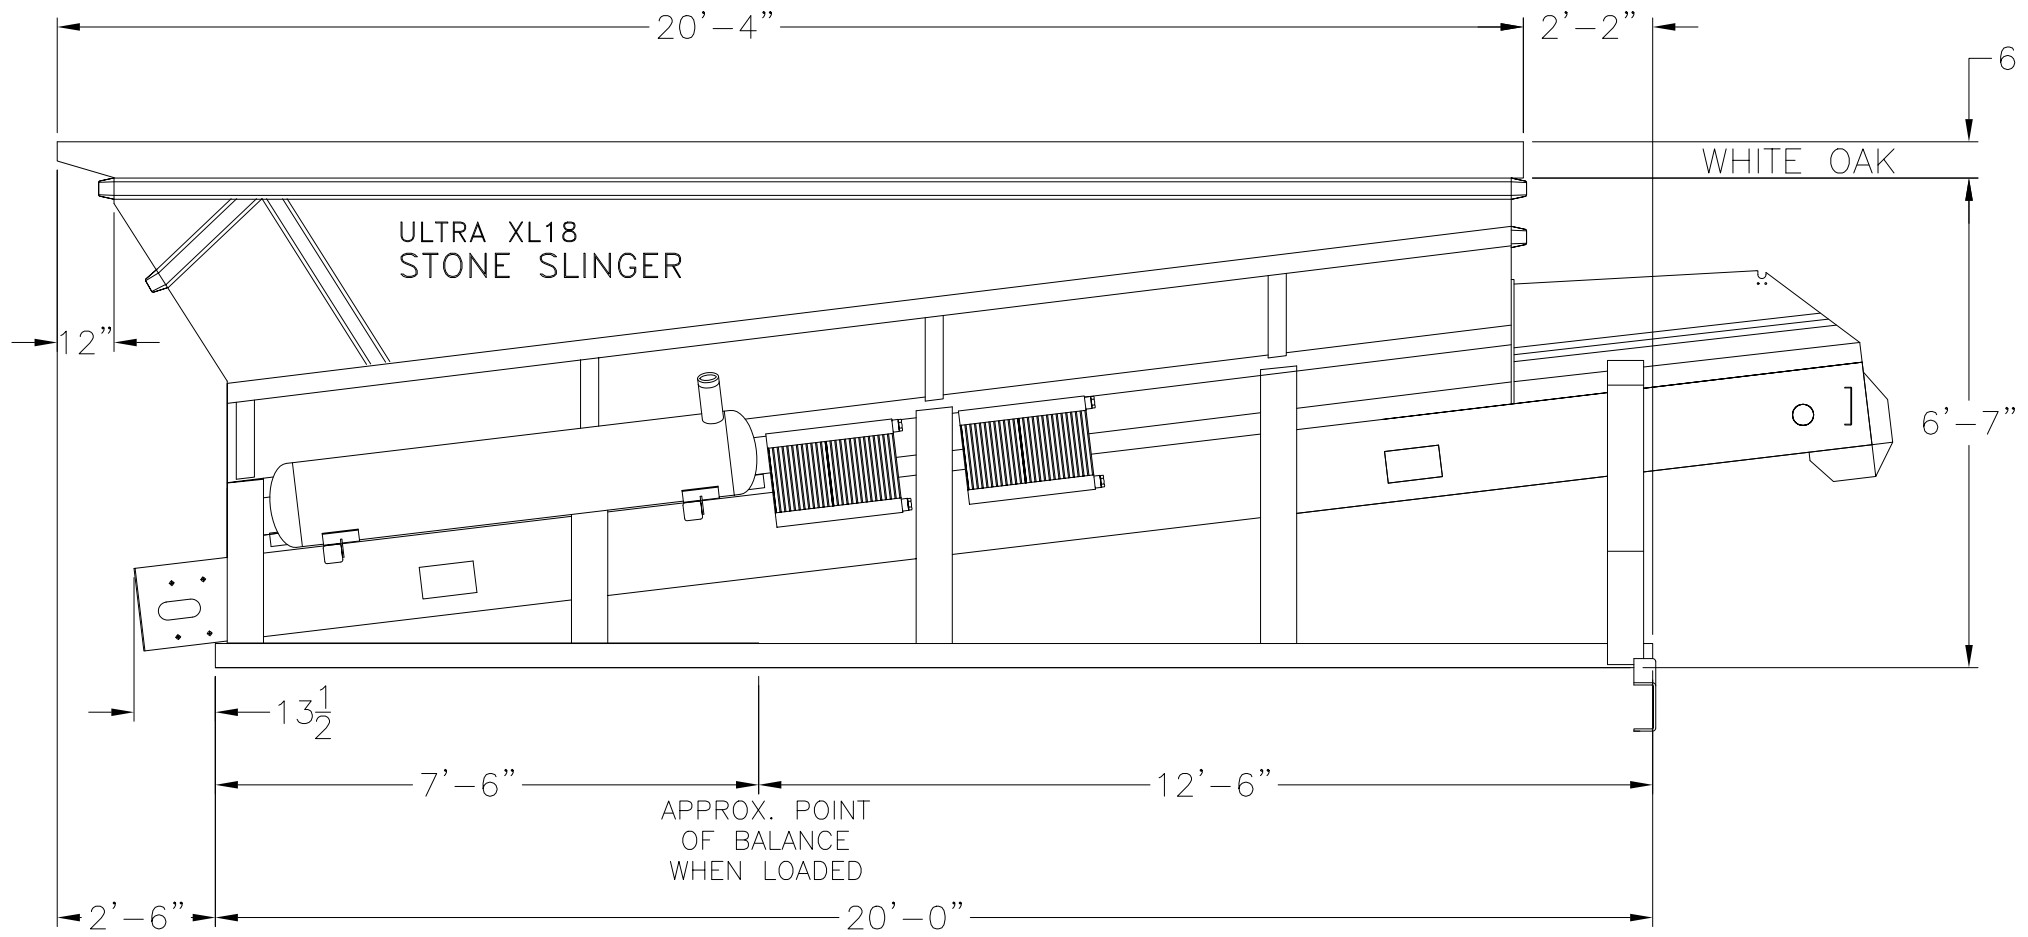 20'-4"
2'-2"
6
WHITE OAK
ULTRA XL18
STONE SLINGER
12"
6'-7"
13 1/2
7'-6"
12'-6"
APPROX. POINT
OF BALANCE
WHEN LOADED
2'-6"
20'-0"